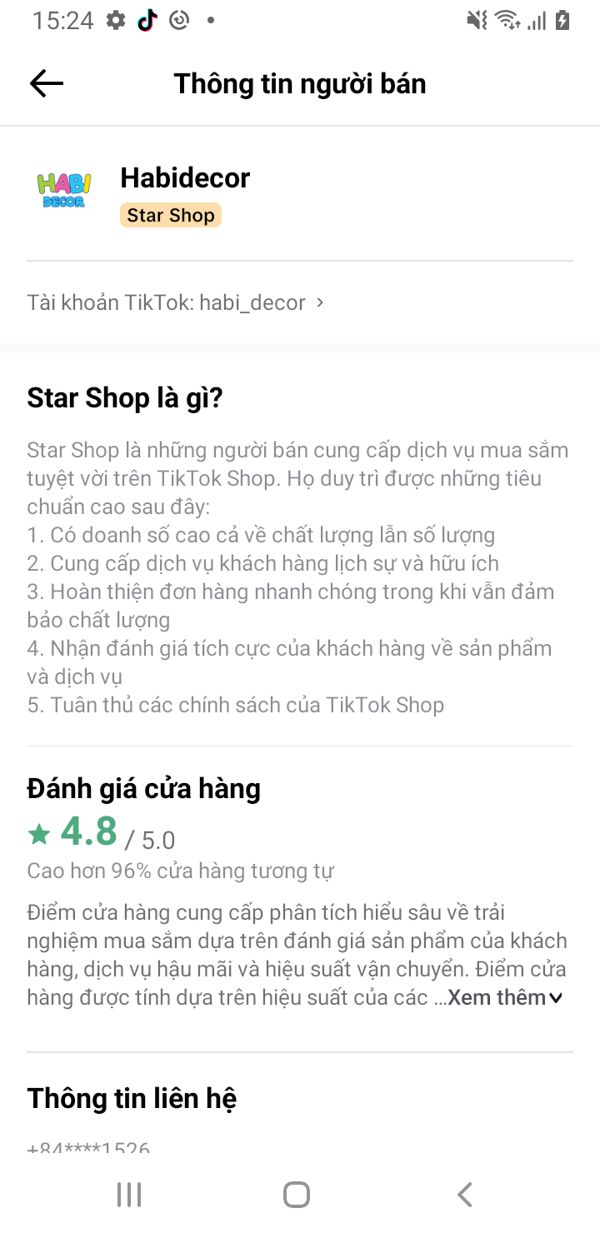 15:24
Thông tin người bán
HABI
DECOR
Habidecor
Star Shop
Tài khoản TikTok: habi_decor >
Star Shop là gì?
Star Shop là những người bán cung cấp dịch vụ mua sắm
tuyệt vời trên TikTok Shop. Họ duy trì được những tiêu
chuẩn cao sau đây:
1. Có doanh số cao cả về chất lượng lẫn số lượng
2. Cung cấp dịch vụ khách hàng lịch sự và hữu ích
3. Hoàn thiện đơn hàng nhanh chóng trong khi vẫn đảm
bảo chất lượng
4. Nhận đánh giá tích cực của khách hàng về sản phẩm
và dịch vụ
5. Tuân thủ các chính sách của TikTok Shop
Đánh giá cửa hàng
4.8 / 5.0
Cao hơn 96% cửa hàng tương tự
Điểm cửa hàng cung cấp phân tích hiểu sâu về trải
nghiệm mua sắm dựa trên đánh giá sản phẩm của khách
hàng, dịch vụ hậu mãi và hiệu suất vận chuyển. Điểm cửa
hàng được tính dựa trên hiệu suất của các ...Xem thêm
Thông tin liên hệ
+84****1526